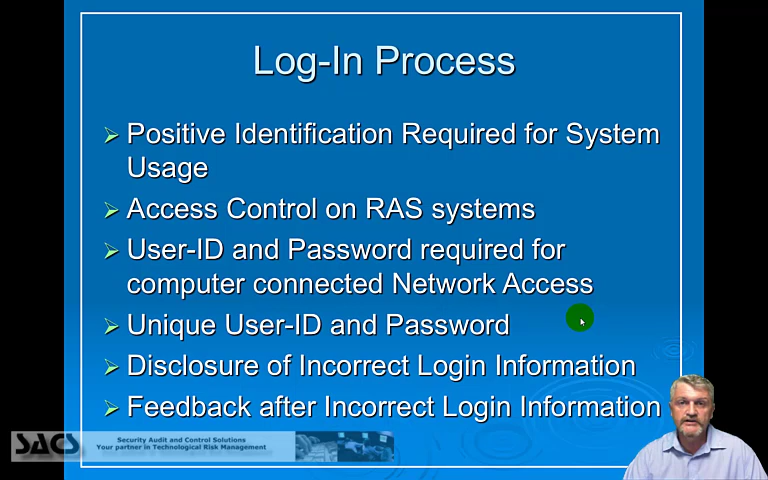 Log-In Process
Positive Identification Required for System
Usage
Access Control on RAS systems
User-ID and Password required for
computer connected Network Access
Unique User-ID and Password
Disclosure of Incorrect Login Information
Feedback after Incorrect Login Information
SACS
Security Audit and Control Solutions
Your partner in Technological Risk Management